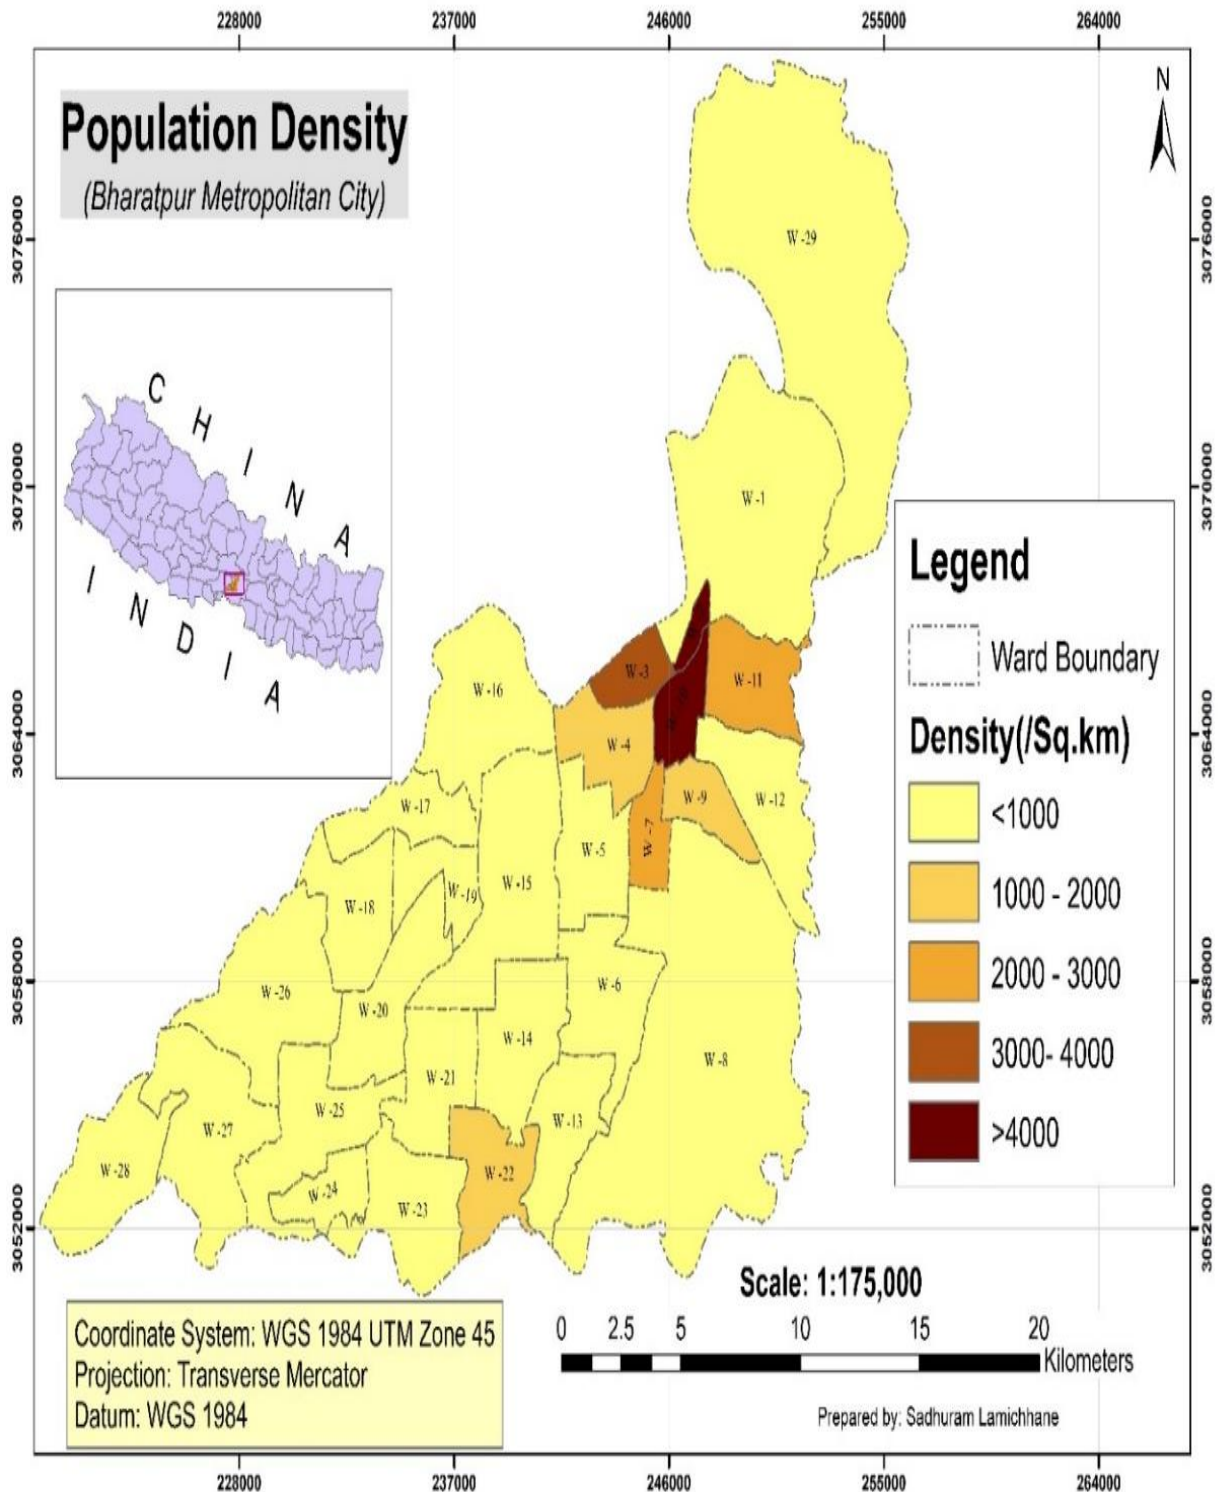 228000 237000 246000 255000 264000
Population Density
(Bharatpur Metropolitan City)
N
3076000
3070000
3064000
3058000
3052000
3076000
3070000
3064000
3058000
3052000
CHINA
INDIA
W-29
W-1
W-3
W-11
W-16
W-4
W-9
W-12
W-17
W-5
W-7
W-15
W-19
W-18
W-26
W-6
W-20
W-14
W-8
W-21
W-25
W-13
W-27
W-28
W-22
W-24
W-23
Legend
Ward Boundary
Density(/Sq.km)
<1000
1000 - 2000
2000 - 3000
3000- 4000
>4000
Scale: 1:175,000
0 2.5 5 10 15 20
Kilometers
Coordinate System: WGS 1984 UTM Zone 45
Projection: Transverse Mercator
Datum: WGS 1984
Prepared by: Sadhuram Lamichhane
228000 237000 246000 255000 264000